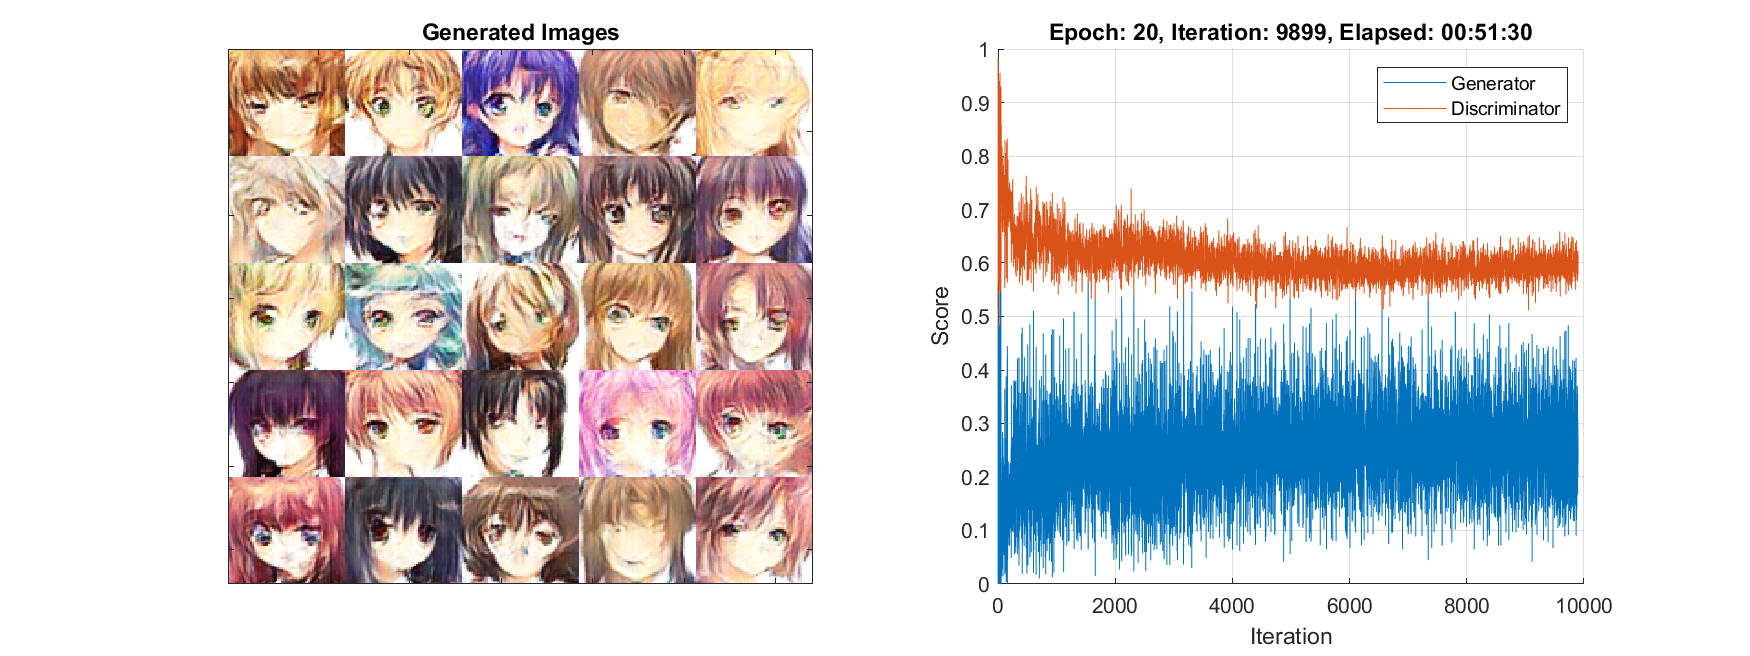 Generated Images
Epoch: 20, Iteration: 9899, Elapsed: 00:51:30
Generator
Discriminator
1
0.9
0.8
0.7
0.6
0.5
0.4
0.3
0.2
0.1
0
Score
0 2000 4000 6000 8000 10000
Iteration